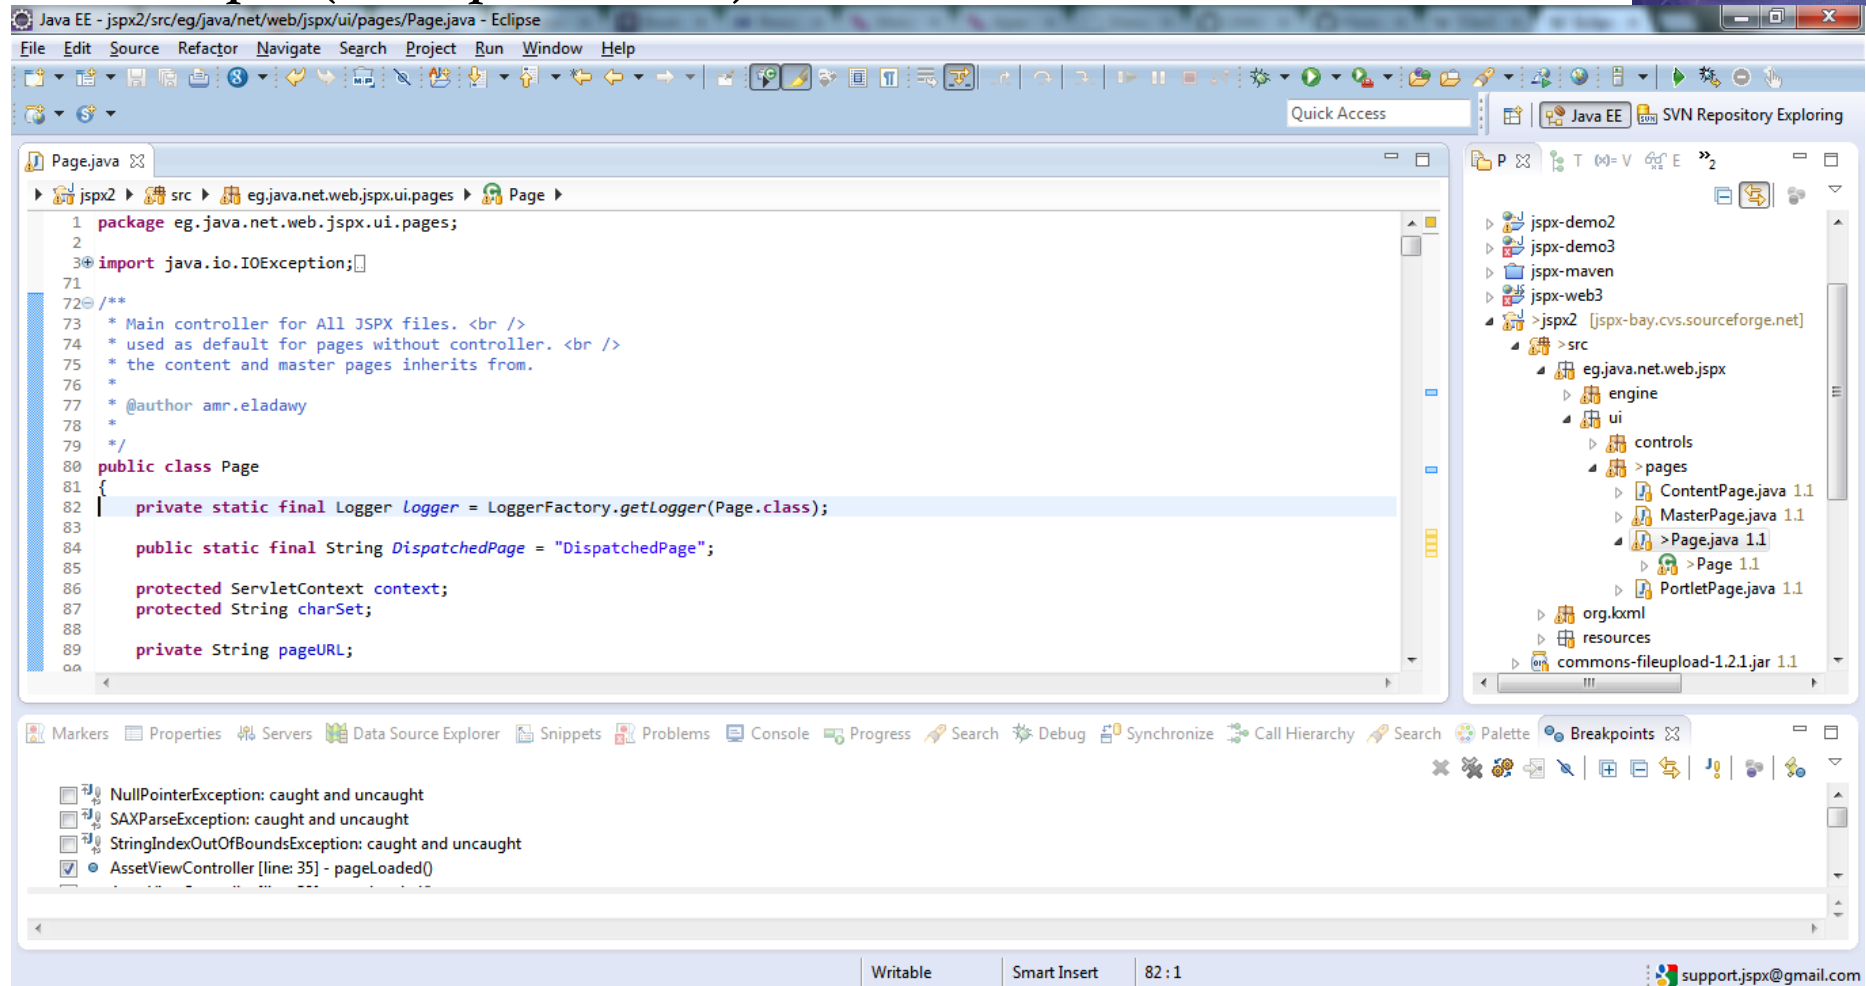 Java EE - jspx2/src/eg/java/net/web/jspx/ui/pages/Page.java - Eclipse
File Edit Source Refactor Navigate Search Project Run Window Help
Quick Access
Java EE
SVN Repository Exploring
Page.java
P T (x)= V E »2
jspx2 src eg.java.net.web.jspx.ui.pages Page
1 package eg.java.net.web.jspx.ui.pages;
2
3 import java.io.IOException;
71
72 /**
73 * Main controller for All JSPX files. <br />
74 * used as default for pages without controller. <br />
75 * the content and master pages inherits from.
76 *
77 * @author amr.eladawy
78 *
79 */
80 public class Page
81 {
82 private static final Logger logger = LoggerFactory.getLogger(Page.class);
83
84 public static final String DispatchedPage = "DispatchedPage";
85
86 protected ServletContext context;
87 protected String charSet;
88
89 private String pageURL;
90
jspx-demo2
jspx-demo3
jspx-maven
jspx-web3
>jspx2 [jspx-bay.cvs.sourceforge.net]
>src
eg.java.net.web.jspx
engine
ui
controls
>pages
ContentPage.java 1.1
MasterPage.java 1.1
>Page.java 1.1
>Page 1.1
PortletPage.java 1.1
org.kxml
resources
commons-fileupload-1.2.1.jar 1.1
Markers Properties Servers Data Source Explorer Snippets Problems Console Progress Search Debug Synchronize Call Hierarchy Search Palette Breakpoints
NullPointerException: caught and uncaught
SAXParseException: caught and uncaught
StringIndexOutOfBoundsException: caught and uncaught
AssetViewController [line: 35] - pageLoaded()
Writable Smart Insert 82 : 1
support.jspx@gmail.com